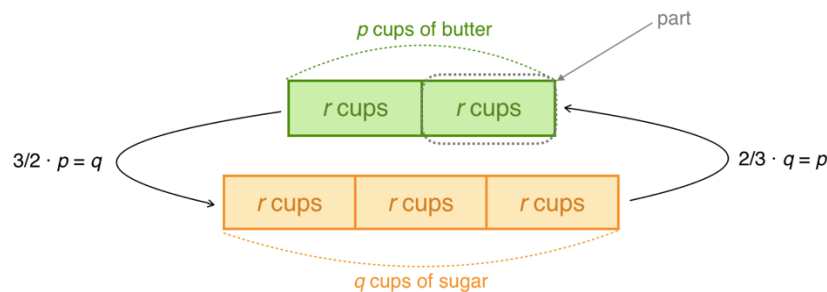 part
p cups of butter
r cups r cups
3/2 · p = q
2/3 · q = p
r cups r cups r cups
q cups of sugar